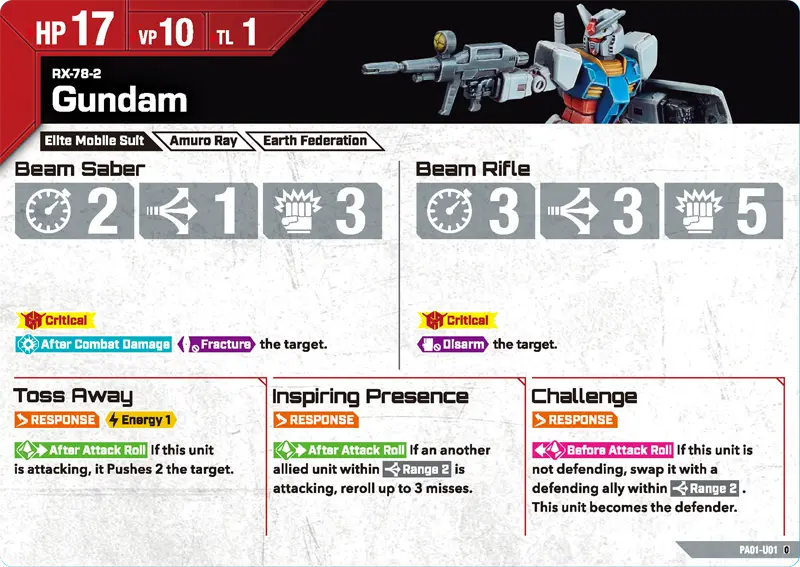 HP 17 VP 10 TL 1
RX-78-2
Gundam
Elite Mobile Suit Amuro Ray Earth Federation
Beam Saber
2 1 3
Critical
After Combat Damage Fracture the target.
Beam Rifle
3 3 5
Critical
Disarm the target.
Toss Away
RESPONSE Energy 1
After Attack Roll If this unit
is attacking, it Pushes 2 the target.
Inspiring Presence
RESPONSE
After Attack Roll If an another
allied unit within Range 2 is
attacking, reroll up to 3 misses.
Challenge
RESPONSE
Before Attack Roll If this unit is
not defending, swap it with a
defending ally within Range 2 .
This unit becomes the defender.
PA01-U01 0